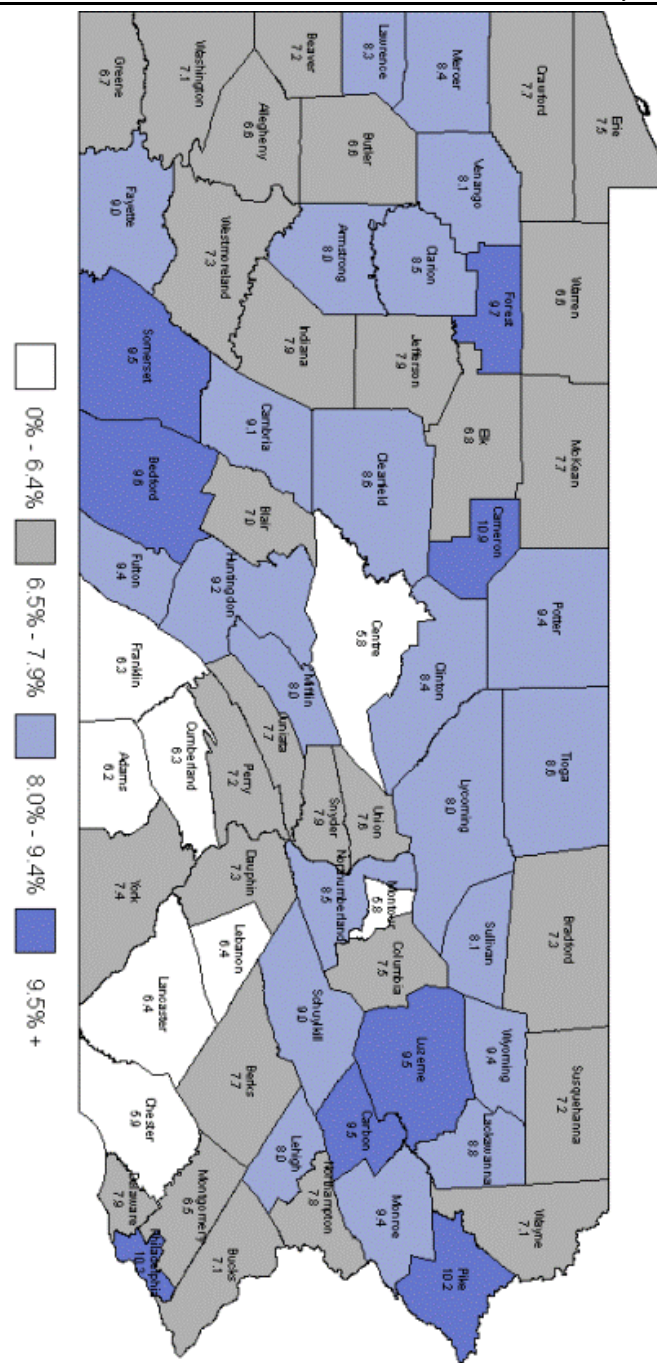 Erie
7.5
Crawford
7.7
Mercer
8.4
Lawrence
8.3
Beaver
7.2
Washington
7.1
Greene
6.7
Allegheny
6.6
Butler
6.6
Venango
8.1
Warren
6.6
Forest
9.7
Clarion
8.5
Armstrong
8.0
Westmoreland
7.3
Fayette
9.0
Somerset
9.5
Indiana
7.9
Jefferson
7.9
Elk
6.8
McKean
7.7
Cameron
10.9
Clearfield
8.6
Cambria
9.1
Bedford
9.6
Blair
7.0
Huntingdon
9.2
Fulton
9.4
Franklin
6.3
Centre
5.8
Clinton
8.4
Potter
9.4
Tioga
8.6
Lycoming
8.0
Mifflin
8.0
Juniata
7.7
Perry
7.2
Cumberland
6.3
Adams
6.2
York
7.4
Dauphin
7.3
Snyder
7.9
Union
7.6
Northumberland
8.5
Montour
5.8
Columbia
7.5
Sullivan
8.1
Bradford
7.3
Susquehanna
7.2
Wyoming
9.4
Lackawanna
8.8
Luzerne
9.5
Schuylkill
9.0
Lebanon
6.4
Lancaster
6.4
Chester
5.9
Berks
7.7
Carbon
9.5
Lehigh
8.0
Northampton
7.8
Monroe
9.4
Wayne
7.1
Pike
10.2
Bucks
7.1
Montgomery
6.5
Delaware
7.9
Philadelphia
10.3
0% - 6.4%
6.5% - 7.9%
8.0% - 9.4%
9.5% +